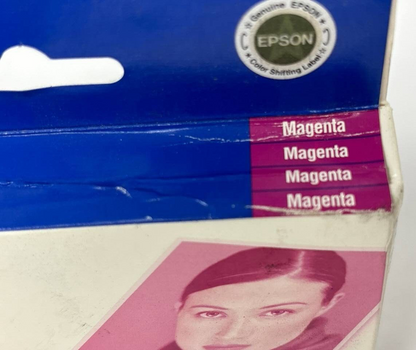 ☆ Genuine EPSON ☆
EPSON
★ Color Shifting Label ★
Magenta
Magenta
Magenta
Magenta